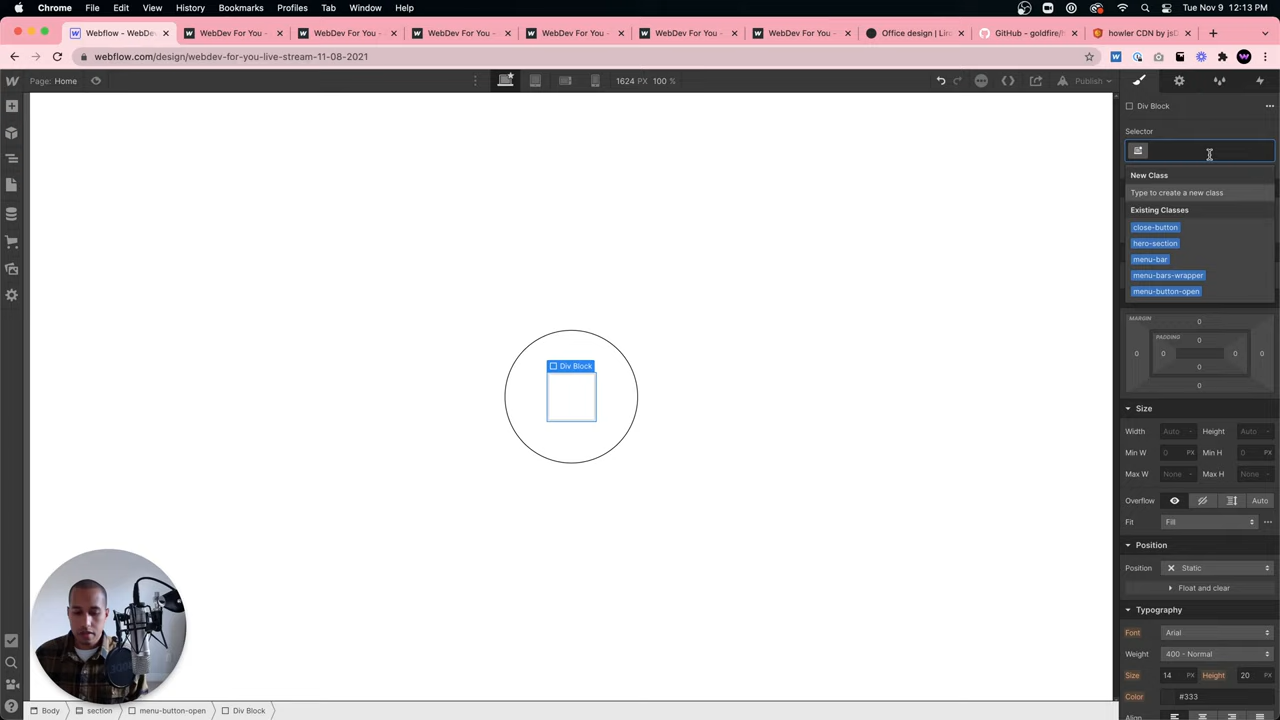 Chrome File Edit View History Bookmarks Profiles Tab Window Help Tue Nov 9 12:13 PM
Webflow - WebDev WebDev For You - WebDev For You - WebDev For You - WebDev For You - WebDev For You - WebDev For You - Office design | Lim GitHub - goldfire/h howler CDN by jsD
webflow.com/design/webdev-for-you-live-stream-11-08-2021
Page: Home 1624 PX 100 % Publish
Div Block
Selector
New Class
Type to create a new class
Existing Classes
close-button
hero-section
menu-bar
menu-bars-wrapper
menu-button-open
MARGIN 0
PADDING 0
0 0 0 0
0
0
Div Block
Size
Width Auto - Height Auto -
Min W 0 PX Min H 0 PX
Max W None - Max H None -
Overflow Auto
Fit Fill
Position
Position Static
Float and clear
Typography
Font Arial
Weight 400 - Normal
Size 14 PX Height 20 PX
Color #333
Align
Body section menu-button-open Div Block